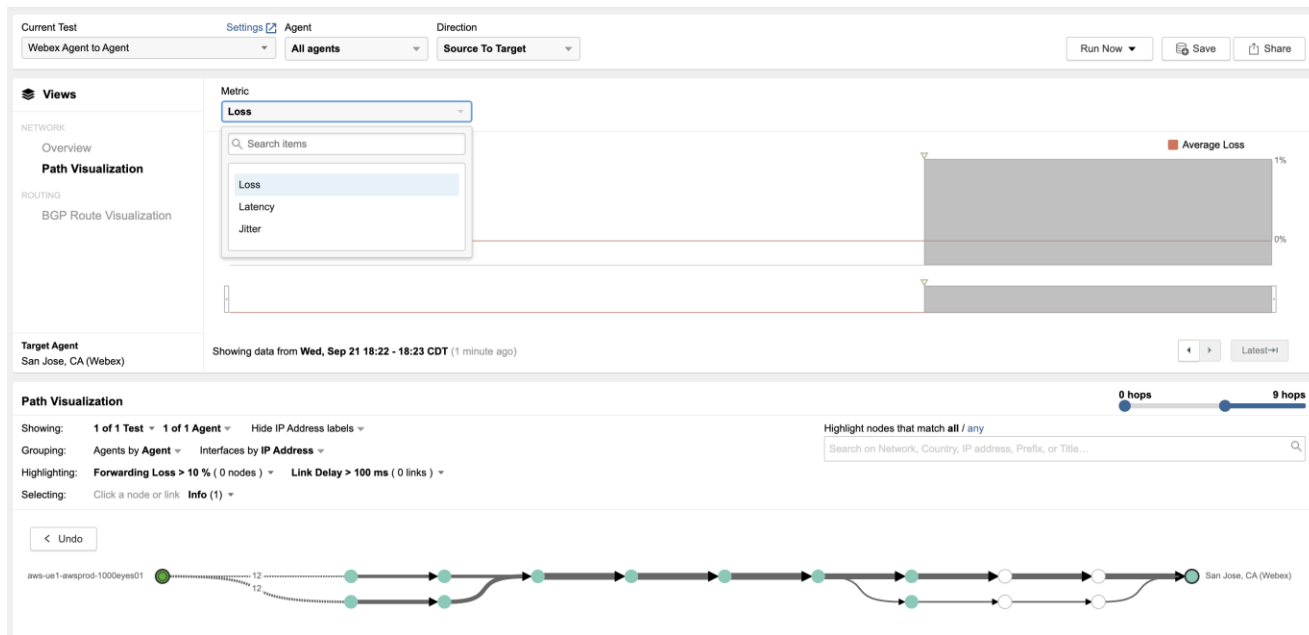 Current Test
Settings
Agent
Direction
Webex Agent to Agent
All agents
Source To Target
Run Now
Save
Share
Views
Metric
Loss
NETWORK
Overview
Path Visualization
ROUTING
BGP Route Visualization
Search items
Loss
Latency
Jitter
Average Loss
1%
0%
Target Agent
San Jose, CA (Webex)
Showing data from Wed, Sep 21 18:22 - 18:23 CDT (1 minute ago)
Latest
Path Visualization
0 hops
9 hops
Showing: 1 of 1 Test 1 of 1 Agent Hide IP Address labels
Highlight nodes that match all / any
Grouping: Agents by Agent Interfaces by IP Address
Search on Network, Country, IP address, Prefix, or Title...
Highlighting: Forwarding Loss > 10 % ( 0 nodes ) Link Delay > 100 ms ( 0 links )
Selecting: Click a node or link Info (1)
< Undo
aws-ue1-awsprod-1000eyes01
12
12
San Jose, CA (Webex)